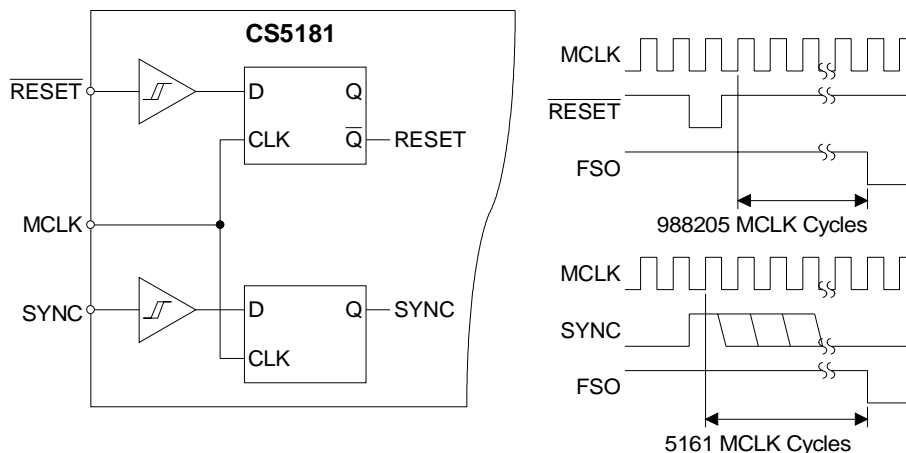 CS5181
RESET
D
Q
CLK
Q
RESET
MCLK
SYNC
D
Q
SYNC
CLK
MCLK
RESET
FSO
988205 MCLK Cycles
MCLK
SYNC
FSO
5161 MCLK Cycles